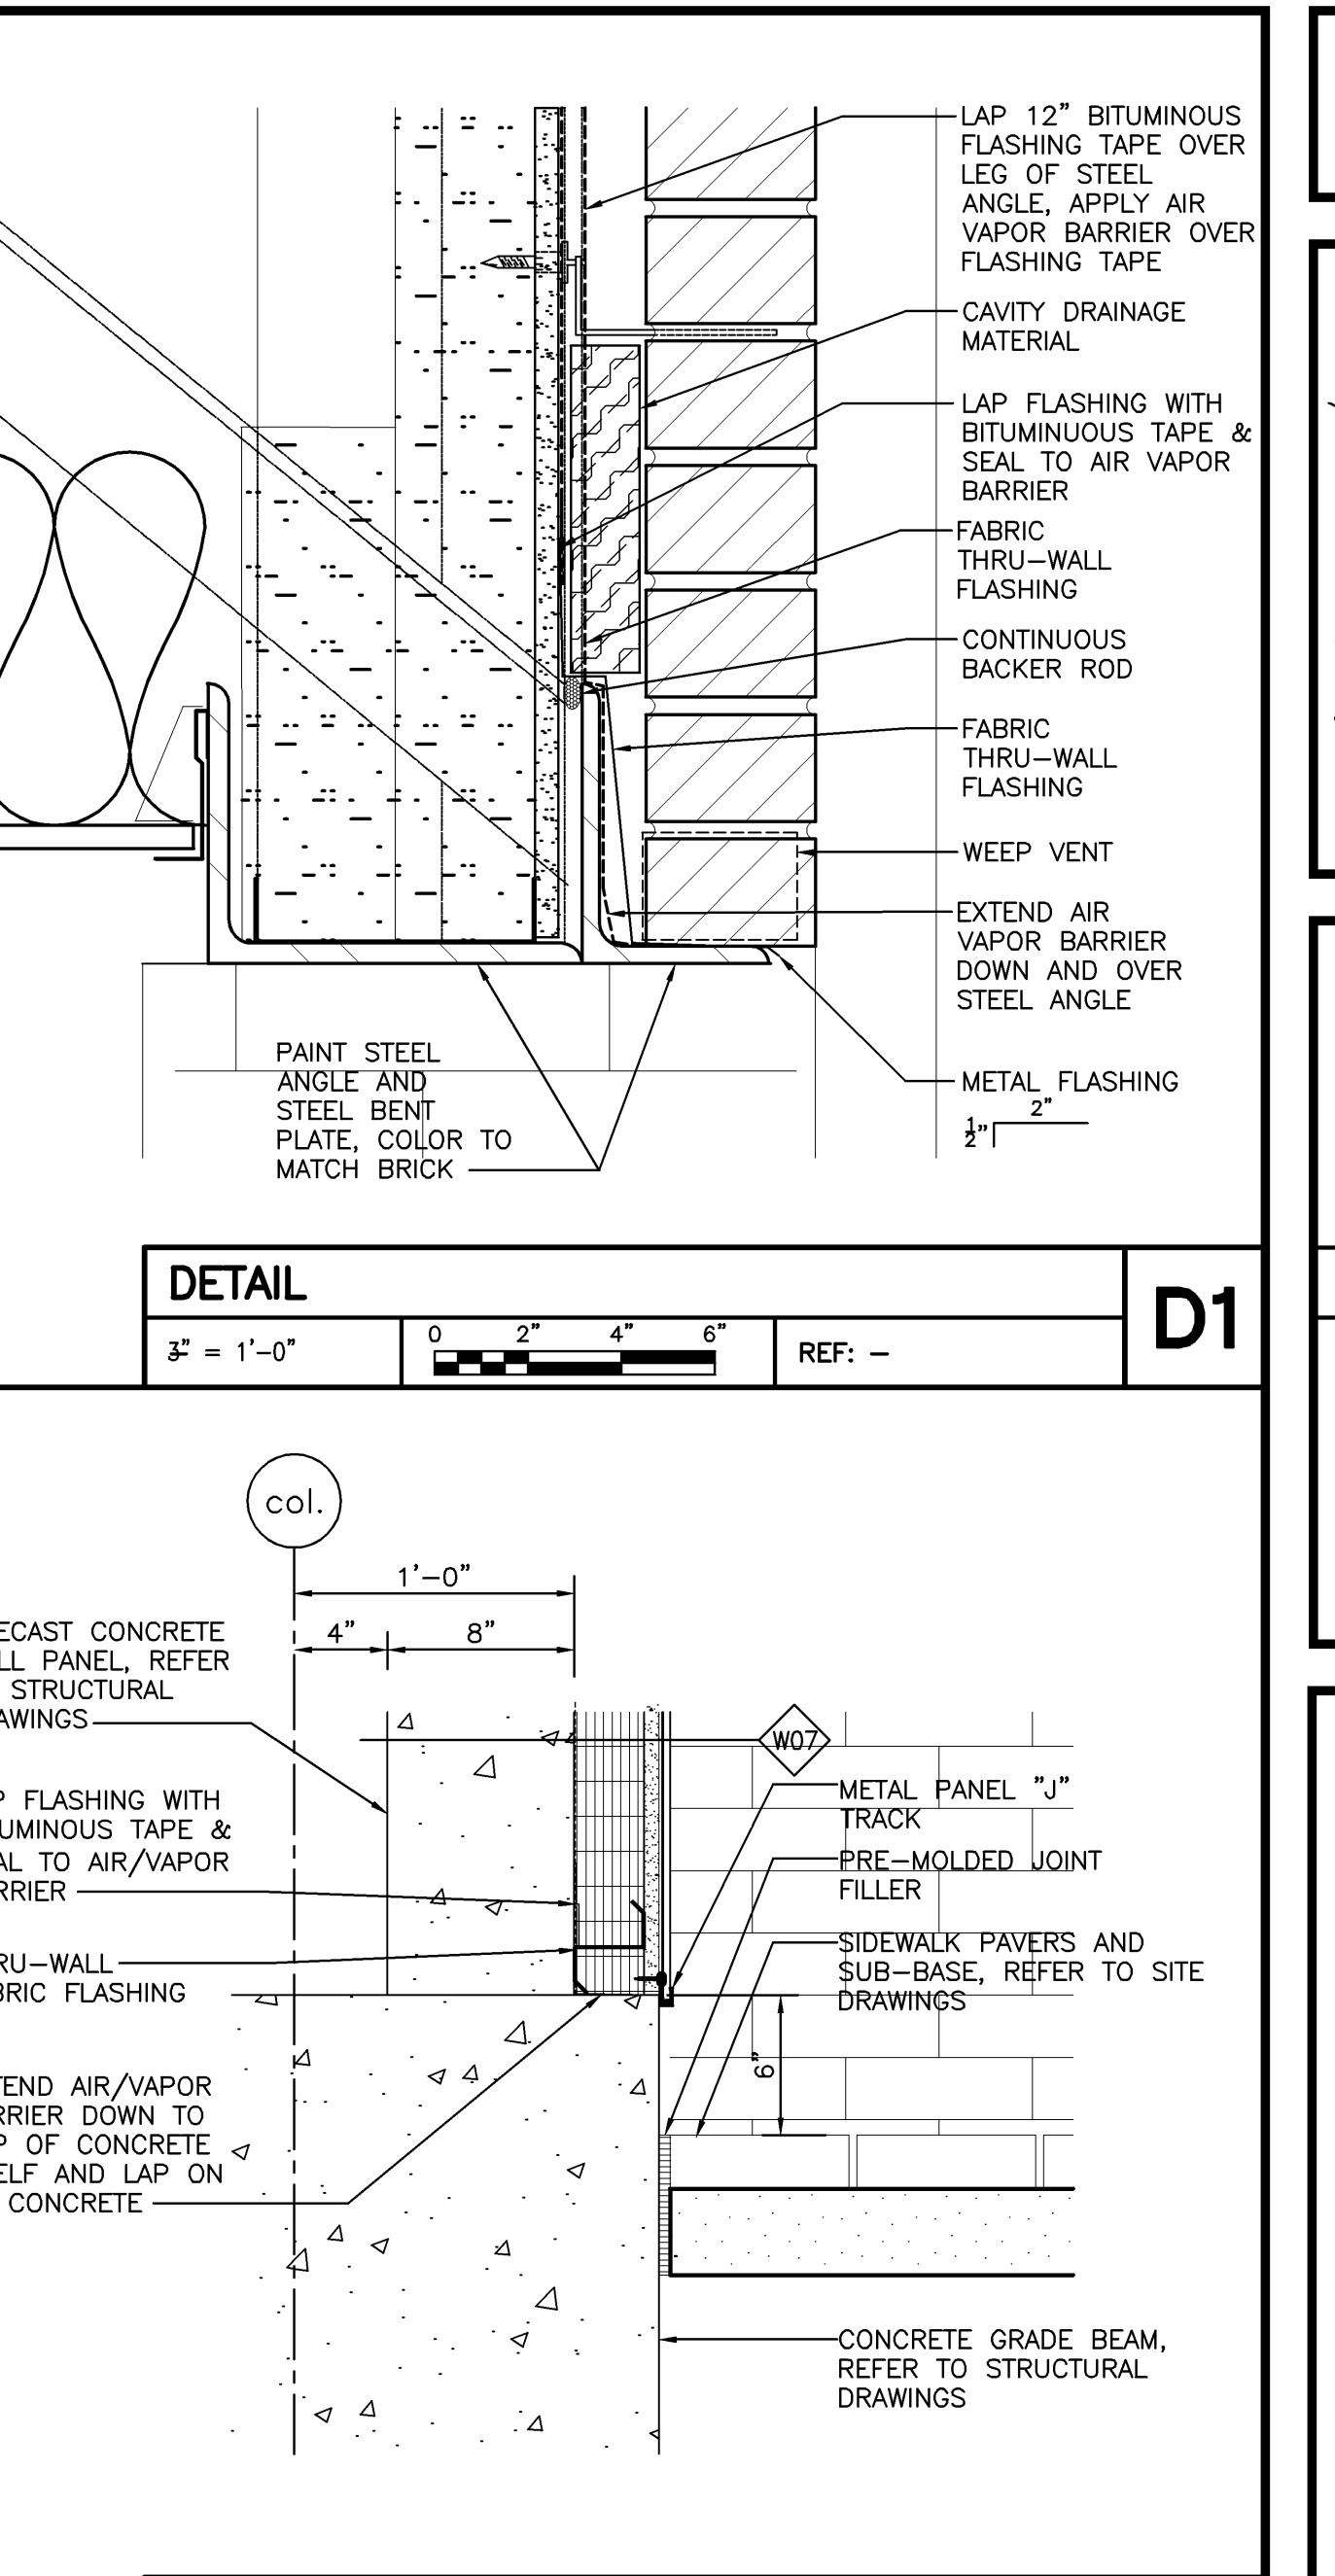 LAP 12" BITUMINOUS
FLASHING TAPE OVER
LEG OF STEEL
ANGLE, APPLY AIR
VAPOR BARRIER OVER
FLASHING TAPE
CAVITY DRAINAGE
MATERIAL
LAP FLASHING WITH
BITUMINUOUS TAPE &
SEAL TO AIR VAPOR
BARRIER
FABRIC
THRU-WALL
FLASHING
CONTINUOUS
BACKER ROD
FABRIC
THRU-WALL
FLASHING
WEEP VENT
EXTEND AIR
VAPOR BARRIER
DOWN AND OVER
STEEL ANGLE
METAL FLASHING
2"
1/2"
PAINT STEEL
ANGLE AND
STEEL BENT
PLATE, COLOR TO
MATCH BRICK
DETAIL
D1
3" = 1'-0"
0 2" 4" 6"
REF: -
col.
1'-0"
4" 8"
ECAST CONCRETE
LL PANEL, REFER
STRUCTURAL
AWINGS
W07
P FLASHING WITH
TUMINOUS TAPE &
AL TO AIR/VAPOR
RRIER
RU-WALL
BRIC FLASHING
TEND AIR/VAPOR
RRIER DOWN TO
P OF CONCRETE
ELF AND LAP ON
CONCRETE
METAL PANEL "J"
TRACK
PRE-MOLDED JOINT
FILLER
SIDEWALK PAVERS AND
SUB-BASE, REFER TO SITE
DRAWINGS
6"
CONCRETE GRADE BEAM,
REFER TO STRUCTURAL
DRAWINGS